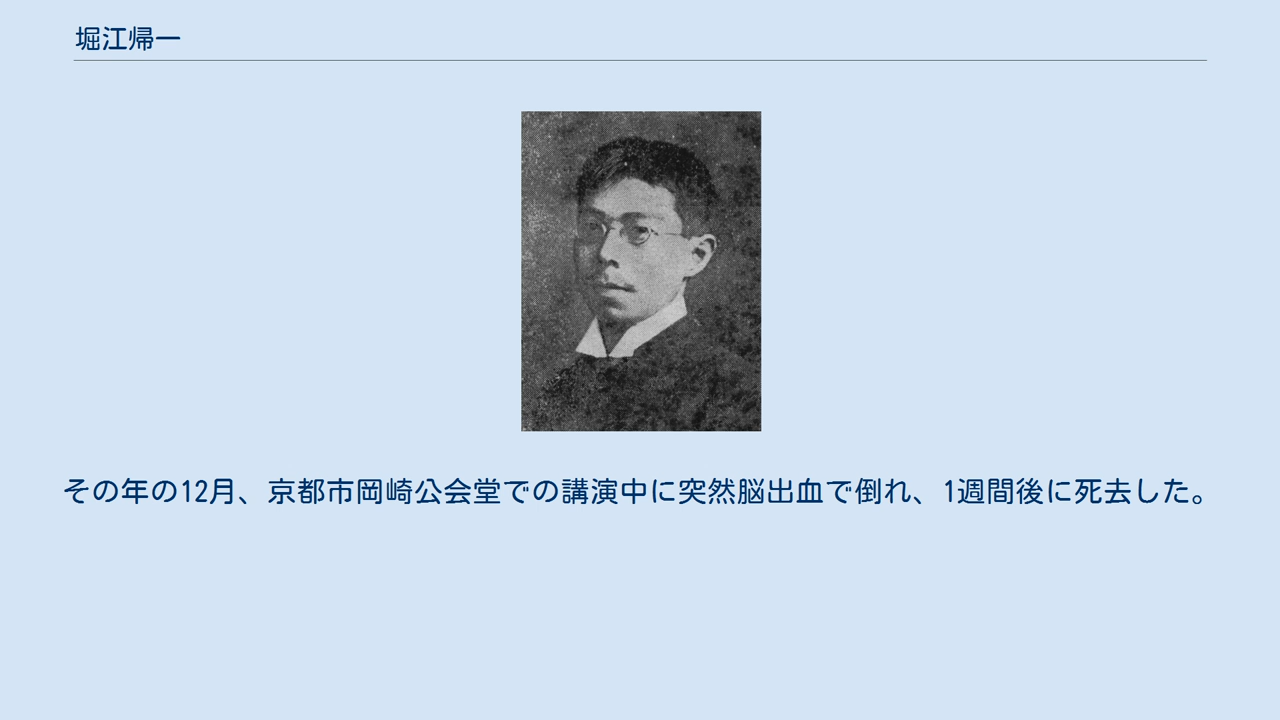 堀江帰一
その年の12月、京都市岡崎公会堂での講演中に突然脳出血で倒れ、1週間後に死去した。